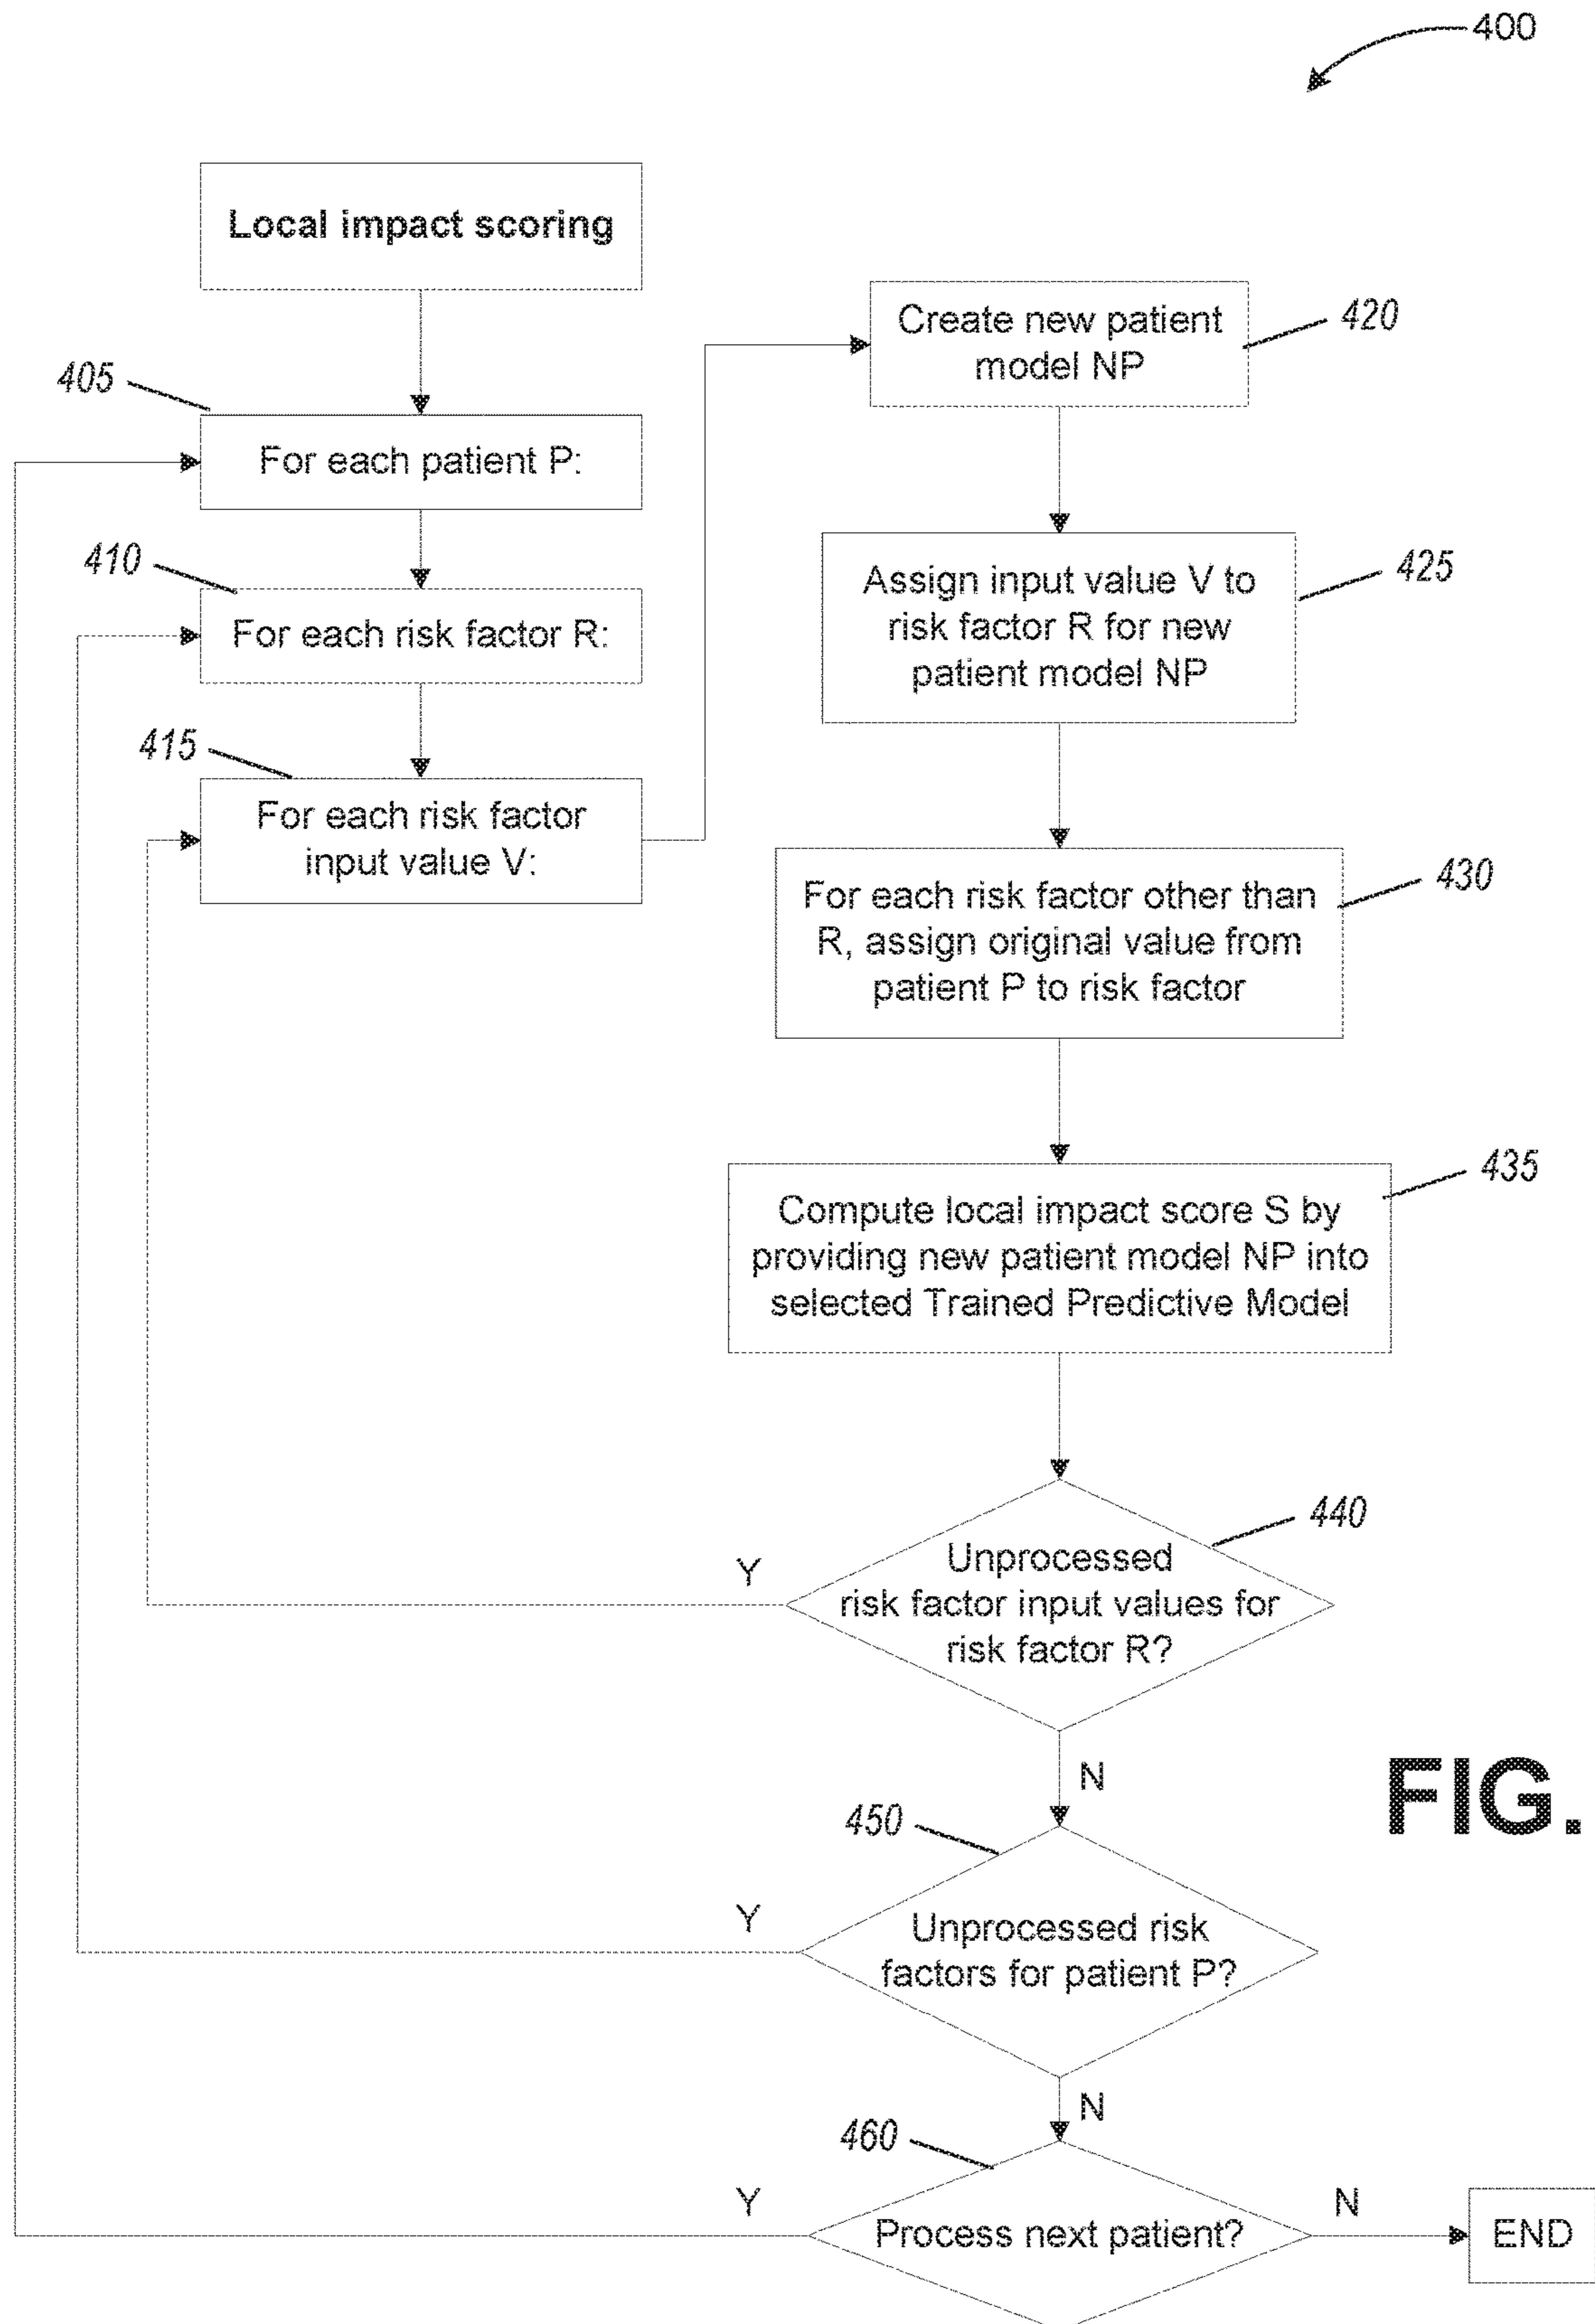 400
Local impact scoring
405
For each patient P:
410
For each risk factor R:
415
For each risk factor
input value V:
Create new patient
model NP
420
Assign input value V to
risk factor R for new
patient model NP
425
For each risk factor other than
R, assign original value from
patient P to risk factor
430
Compute local impact score S by
providing new patient model NP into
selected Trained Predictive Model
435
Unprocessed
risk factor input values for
risk factor R?
440
Y
N
FIG.
450
Unprocessed risk
factors for patient P?
Y
N
460
Process next patient?
Y
N
END